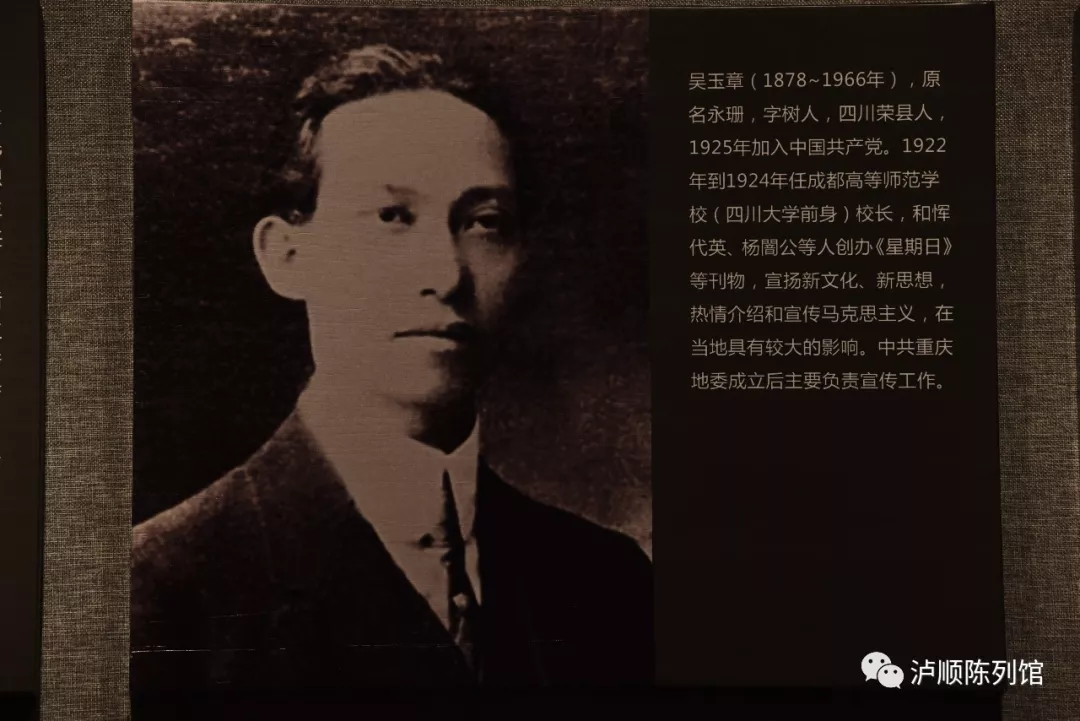 吴玉章（1878~1966年），原
名永珊，字树人，四川荣县人，
1925年加入中国共产党。1922
年到1924年任成都高等师范学
校（四川大学前身）校长，和恽
代英、杨闇公等人创办《星期日》
等刊物，宣扬新文化、新思想，
热情介绍和宣传马克思主义，在
当地具有较大的影响。中共重庆
地委成立后主要负责宣传工作。
泸顺陈列馆